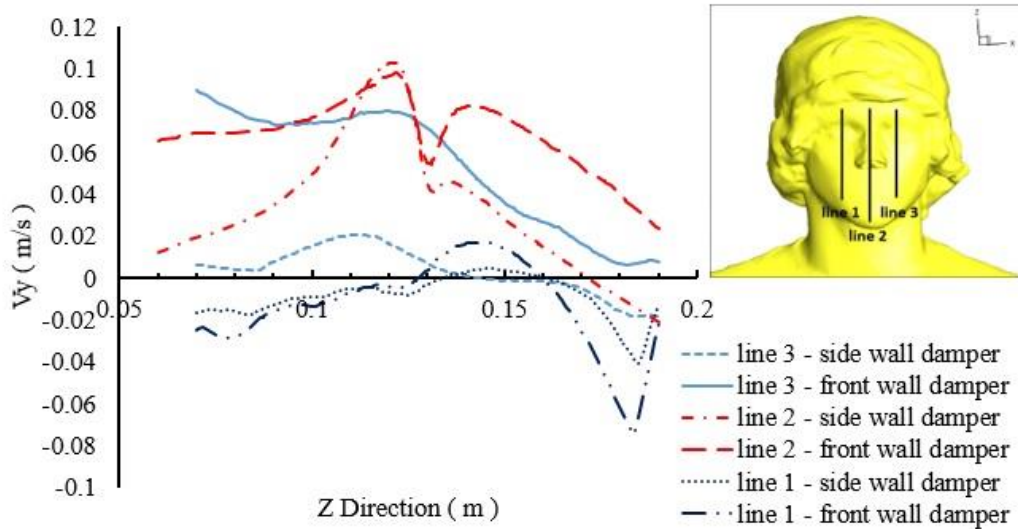 0.12
0.1
0.08
0.06
0.04
0.02
0
-0.02
-0.04
-0.06
-0.08
-0.1
Vy ( m/s )
0.05
0.1
0.15
0.2
Z Direction ( m )
z
x
line 1
line 3
line 2
line 3 - side wall damper
line 3 - front wall damper
line 2 - side wall damper
line 2 - front wall damper
line 1 - side wall damper
line 1 - front wall damper